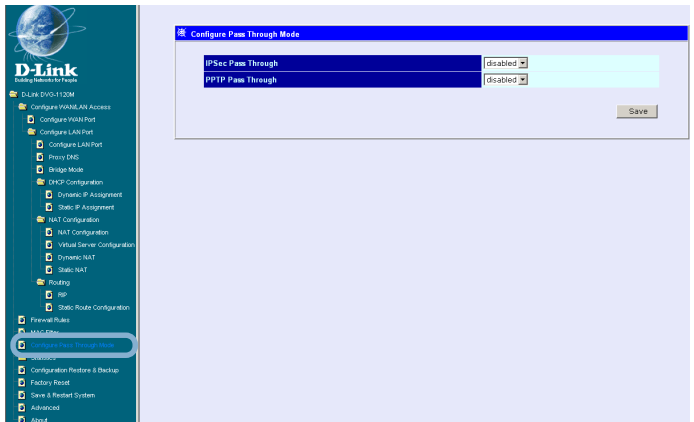 D-Link
Building Networks for People
D-Link DVG-1120M
Configure WAN/LAN Access
Configure WAN Port
Configure LAN Port
Configure LAN Port
Proxy DNS
Bridge Mode
DHCP Configuration
Dynamic IP Assignment
Static IP Assignment
NAT Configuration
NAT Configuration
Virtual Server Configuration
Dynamic NAT
Static NAT
Routing
RIP
Static Route Configuration
Firewall Rules
MAC Filter
Configure Pass Through Mode
Statistics
Configuration Restore & Backup
Factory Reset
Save & Restart System
Advanced
About
Configure Pass Through Mode
IPSec Pass Through disabled
PPTP Pass Through disabled
Save